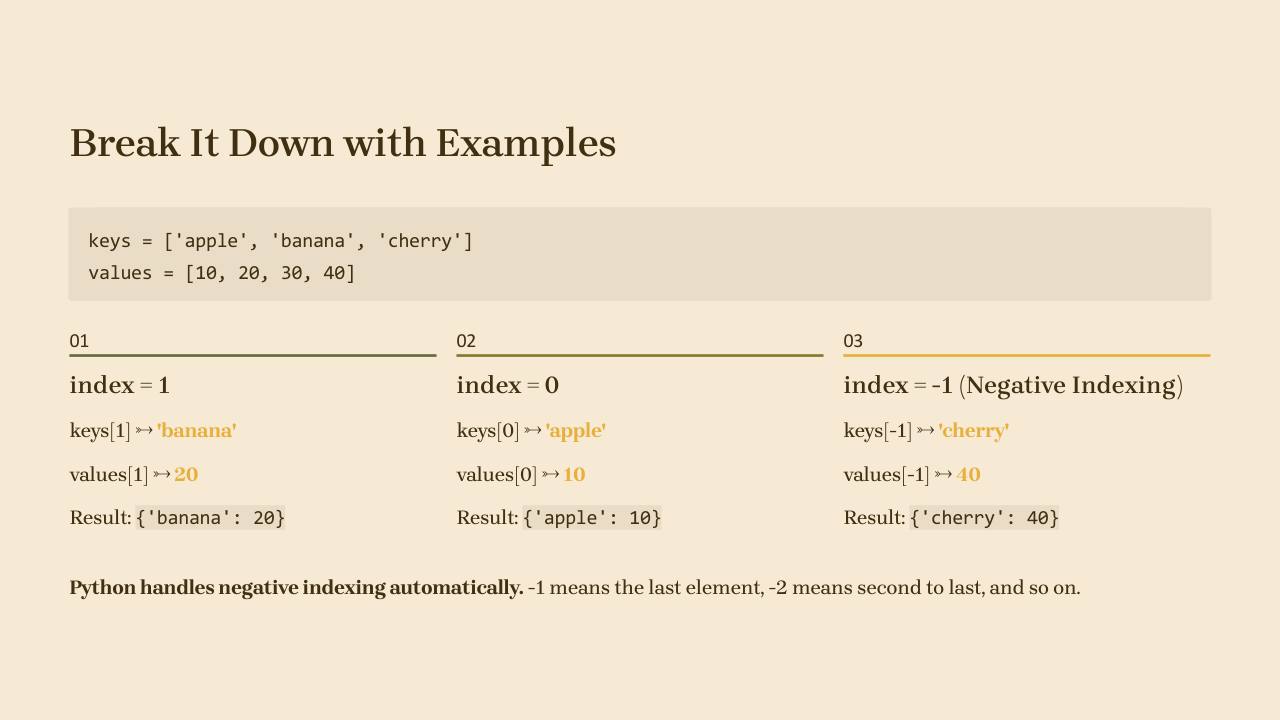 Break It Down with Examples
keys = ['apple', 'banana', 'cherry']
values = [10, 20, 30, 40]
01
index = 1
keys[1] ↣ 'banana'
values[1] ↣ 20
Result: {'banana': 20}
02
index = 0
keys[0] ↣ 'apple'
values[0] ↣ 10
Result: {'apple': 10}
03
index = -1 (Negative Indexing)
keys[-1] ↣ 'cherry'
values[-1] ↣ 40
Result: {'cherry': 40}
Python handles negative indexing automatically. -1 means the last element, -2 means second to last, and so on.